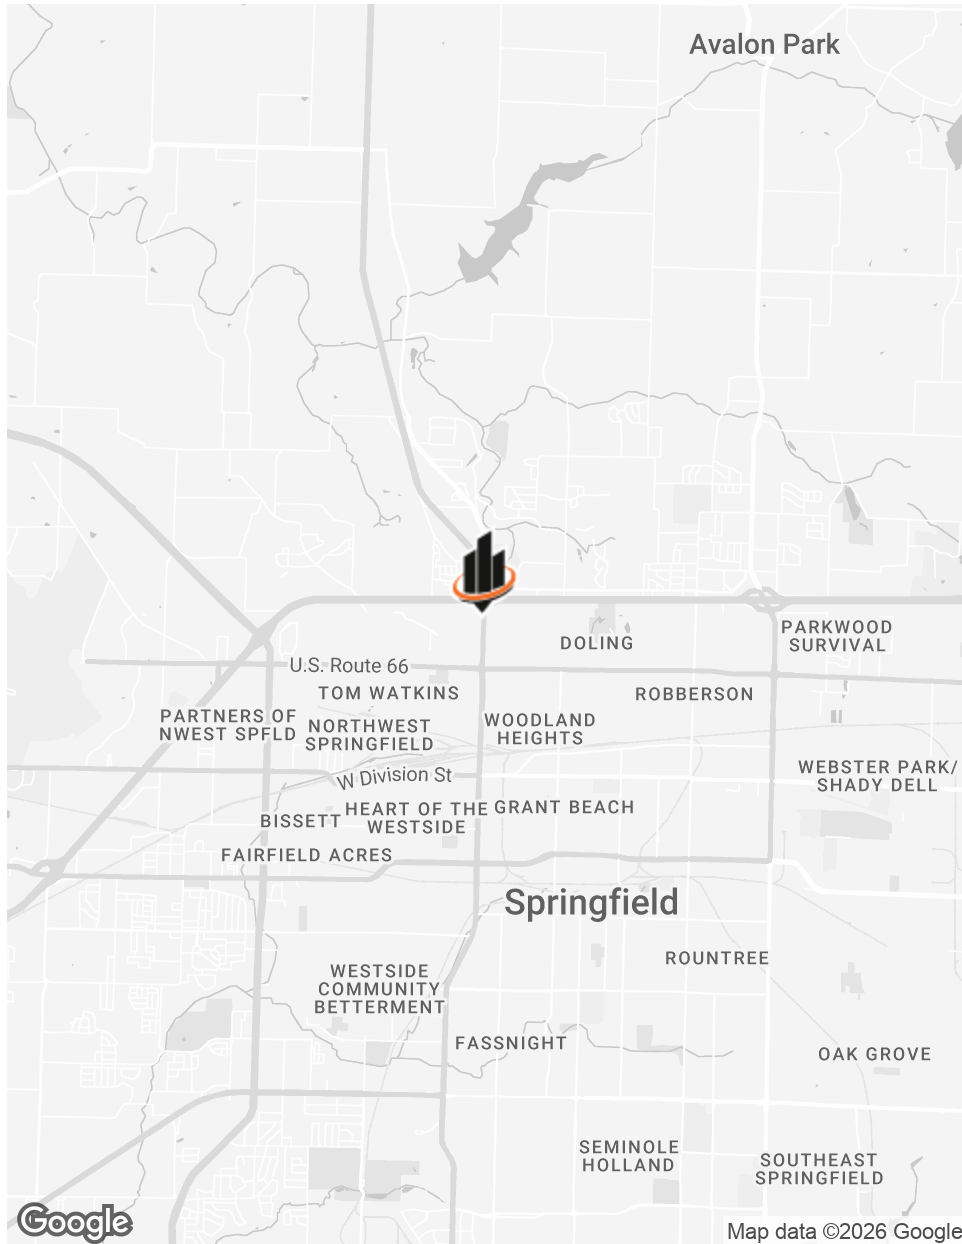 Avalon Park
DOLING
PARKWOOD
SURVIVAL
U.S. Route 66
TOM WATKINS
ROBBERSON
PARTNERS OF
NWEST SPFLD
NORTHWEST
SPRINGFIELD
WOODLAND
HEIGHTS
W Division St
WEBSTER PARK/
SHADY DELL
BISSETT
HEART OF THE
WESTSIDE
GRANT BEACH
FAIRFIELD ACRES
Springfield
ROUNTREE
WESTSIDE
COMMUNITY
BETTERMENT
FASSNIGHT
OAK GROVE
SEMINOLE
HOLLAND
SOUTHEAST
SPRINGFIELD
Google
Map data ©2026 Google